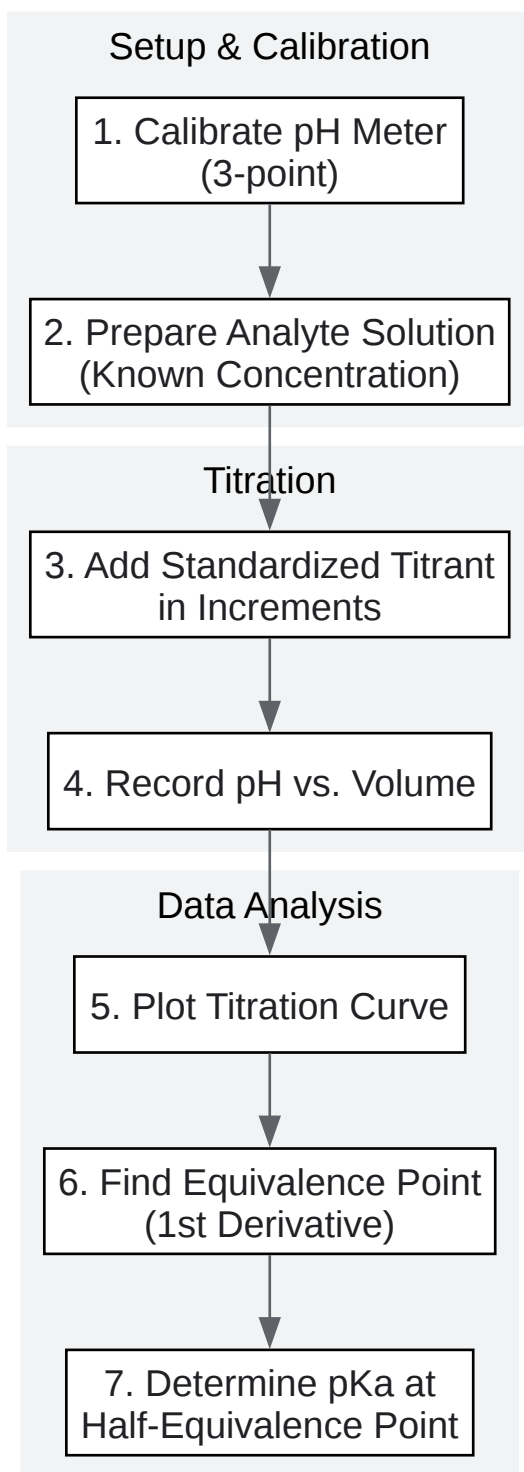 Setup & Calibration
1. Calibrate pH Meter
(3-point)
2. Prepare Analyte Solution
(Known Concentration)
Titration
3. Add Standardized Titrant
in Increments
4. Record pH vs. Volume
Data Analysis
5. Plot Titration Curve
6. Find Equivalence Point
(1st Derivative)
7. Determine pKa at
Half-Equivalence Point